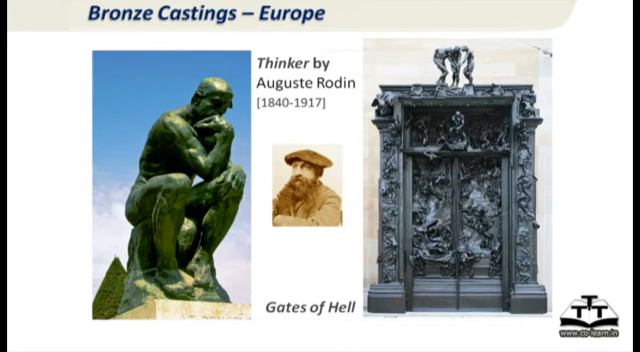 Bronze Castings – Europe
Thinker by
Auguste Rodin
[1840-1917]
Gates of Hell
www.co-learn.in